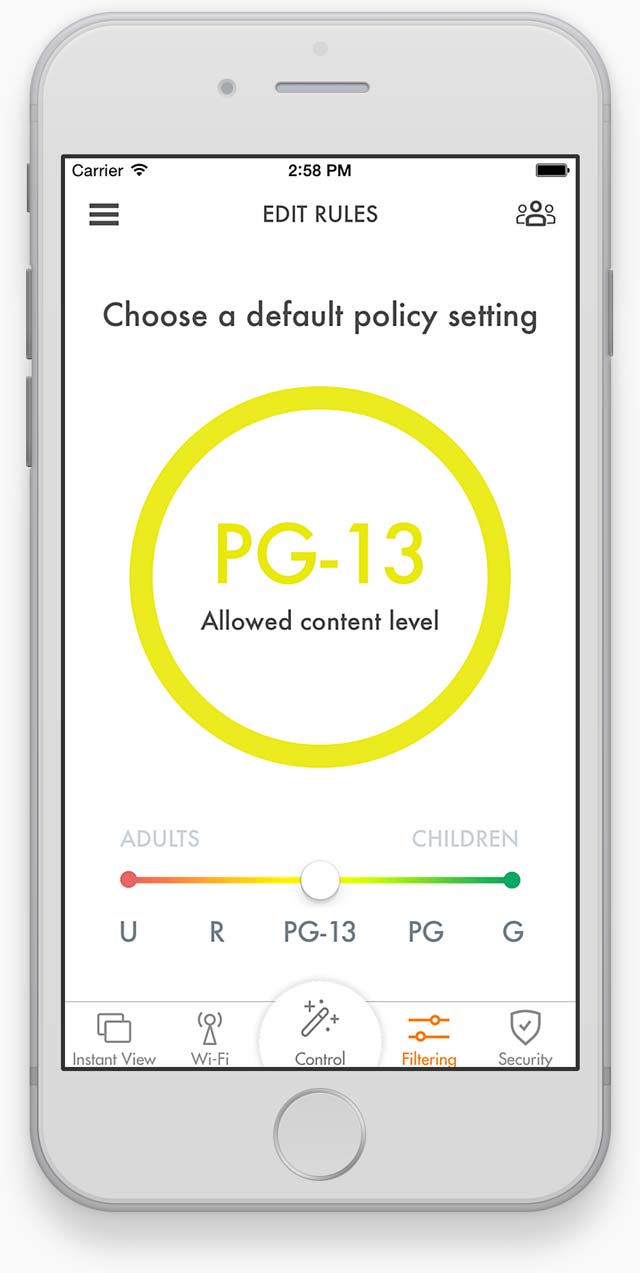 Carrier 2:58 PM
EDIT RULES
Choose a default policy setting
PG-13
Allowed content level
ADULTS CHILDREN
U R PG-13 PG G
Instant View Wi-Fi Control Filtering Security